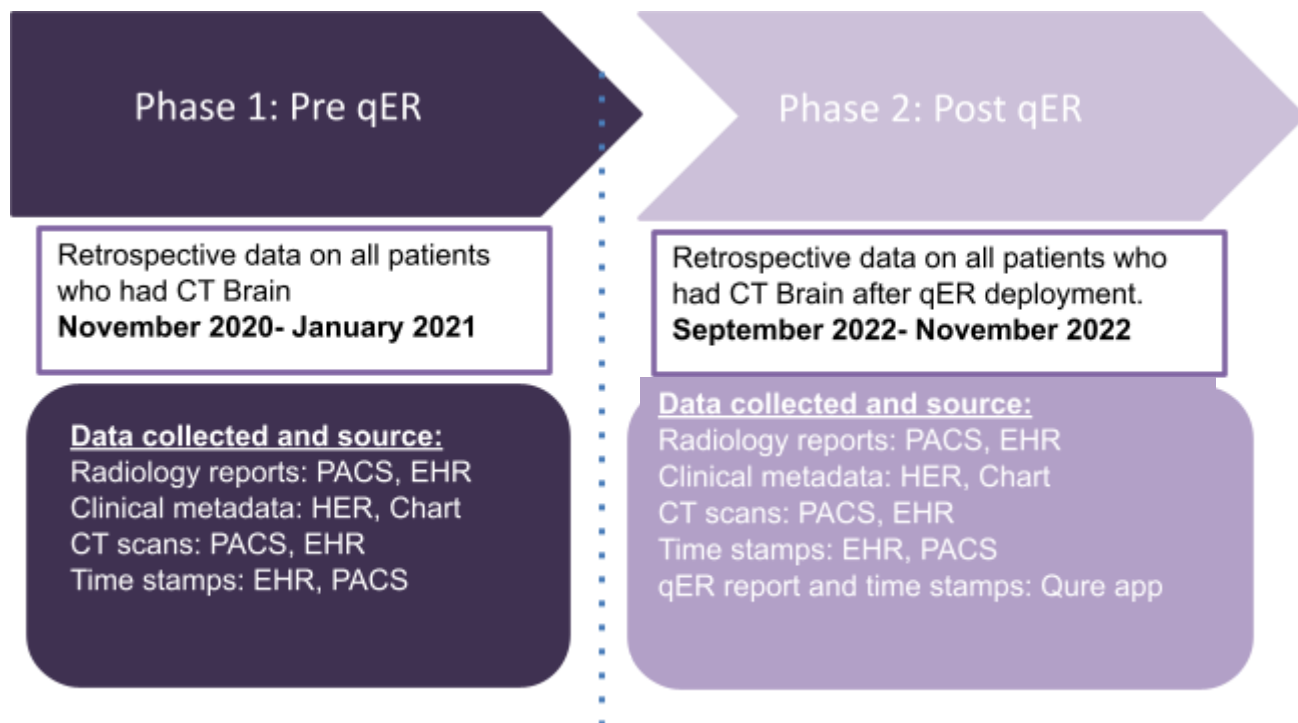 Phase 1: Pre qER
Retrospective data on all patients
who had CT Brain
November 2020- January 2021
Data collected and source:
Radiology reports: PACS, EHR
Clinical metadata: HER, Chart
CT scans: PACS, EHR
Time stamps: EHR, PACS
Phase 2: Post qER
Retrospective data on all patients who
had CT Brain after qER deployment.
September 2022- November 2022
Data collected and source:
Radiology reports: PACS, EHR
Clinical metadata: HER, Chart
CT scans: PACS, EHR
Time stamps: EHR, PACS
qER report and time stamps: Qure app